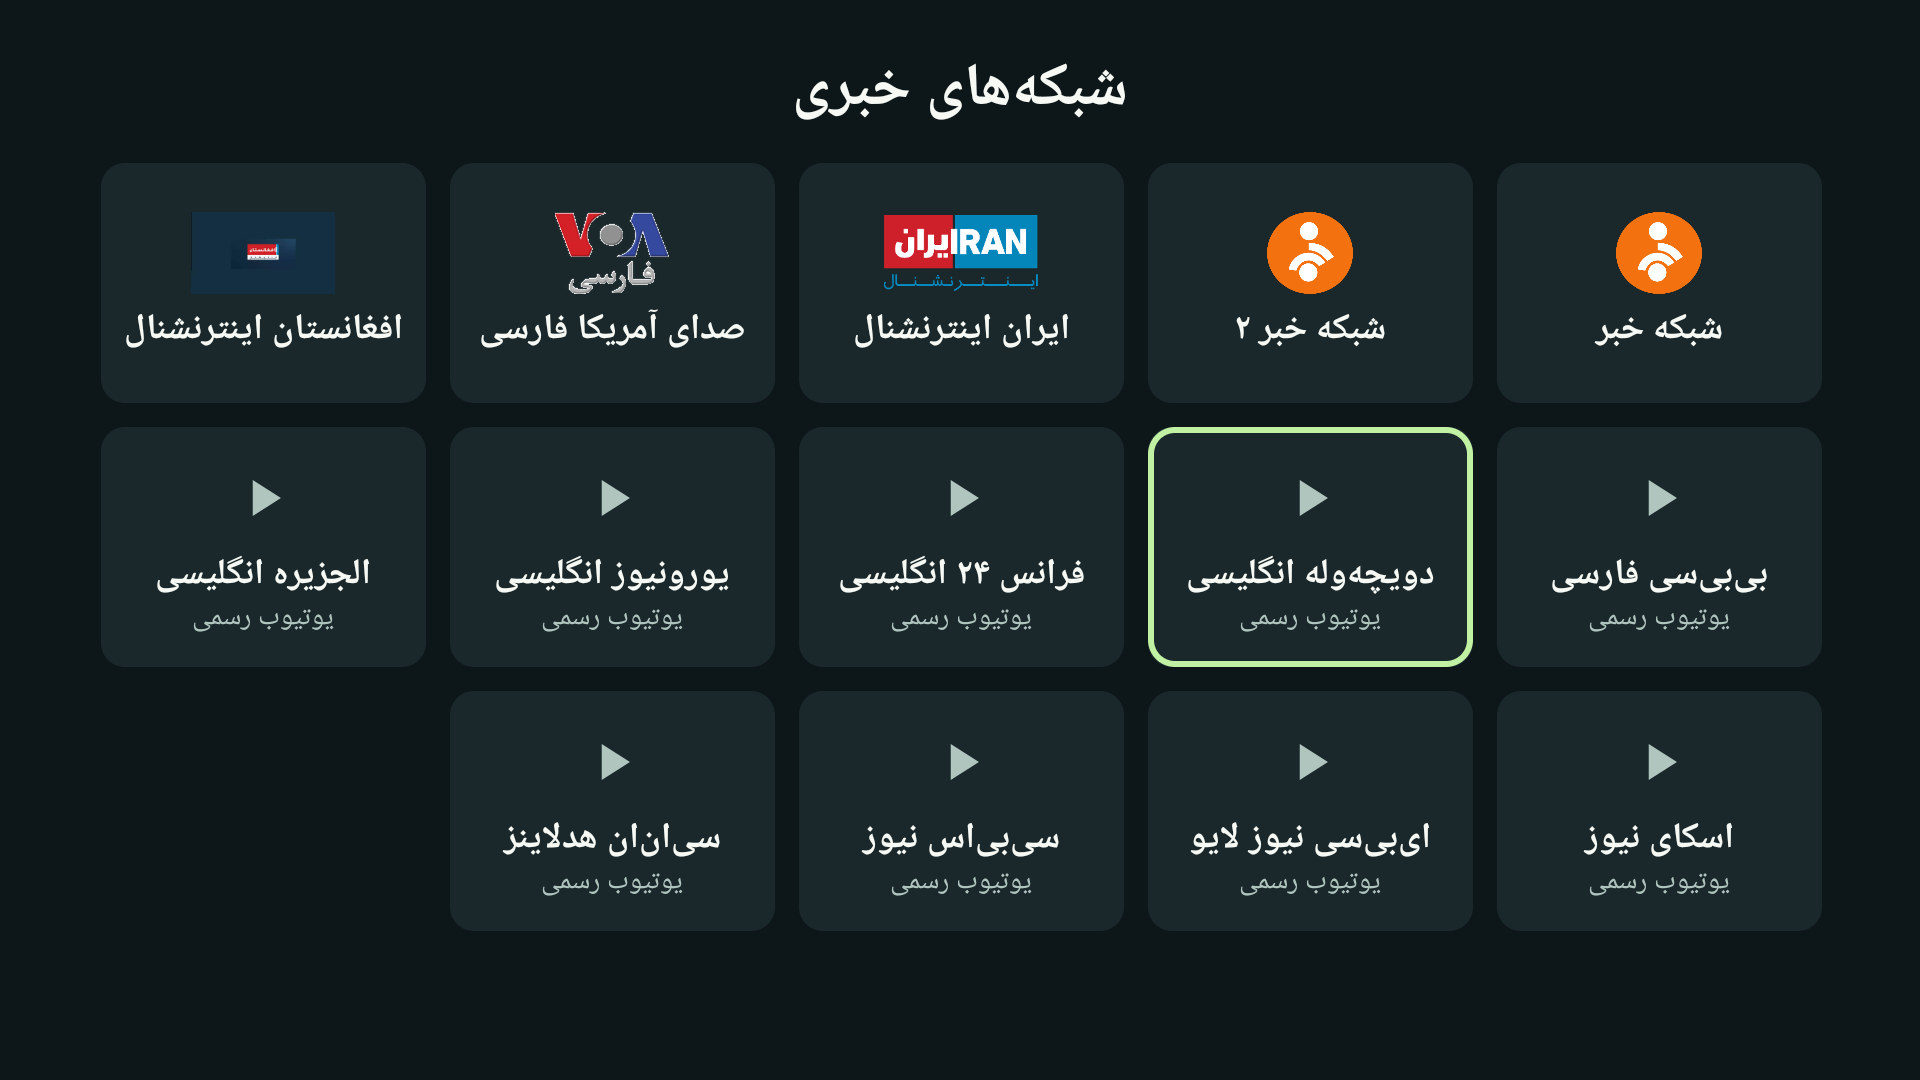 شبکه‌های خبری
شبکه خبر
شبکه خبر ۲
ایرانIRAN
اینترنشنال
ایران اینترنشنال
VOA
فارسی
صدای آمریکا فارسی
افغانستان اینترنشنال
بی‌بی‌سی فارسی
یوتیوب رسمی
دویچه‌وله انگلیسی
یوتیوب رسمی
فرانس ۲۴ انگلیسی
یوتیوب رسمی
یورونیوز انگلیسی
یوتیوب رسمی
الجزیره انگلیسی
یوتیوب رسمی
اسکای نیوز
یوتیوب رسمی
ای‌بی‌سی نیوز لایو
یوتیوب رسمی
سی‌بی‌اس نیوز
یوتیوب رسمی
سی‌ان‌ان هدلاینز
یوتیوب رسمی